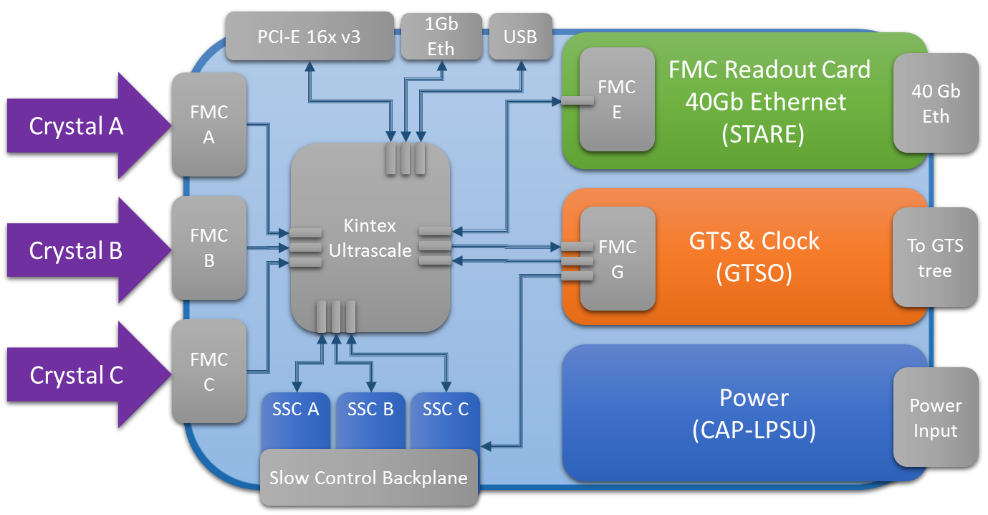 PCI-E 16x v3
1Gb
Eth
USB
FMC
E
FMC Readout Card
40Gb Ethernet
(STARE)
40 Gb
Eth
Crystal A
FMC
A
Crystal B
FMC
B
Kintex
Ultrascale
FMC
G
GTS & Clock
(GTSO)
To GTS
tree
Crystal C
FMC
C
SSC A
SSC B
SSC C
Slow Control Backplane
Power
(CAP-LPSU)
Power
Input